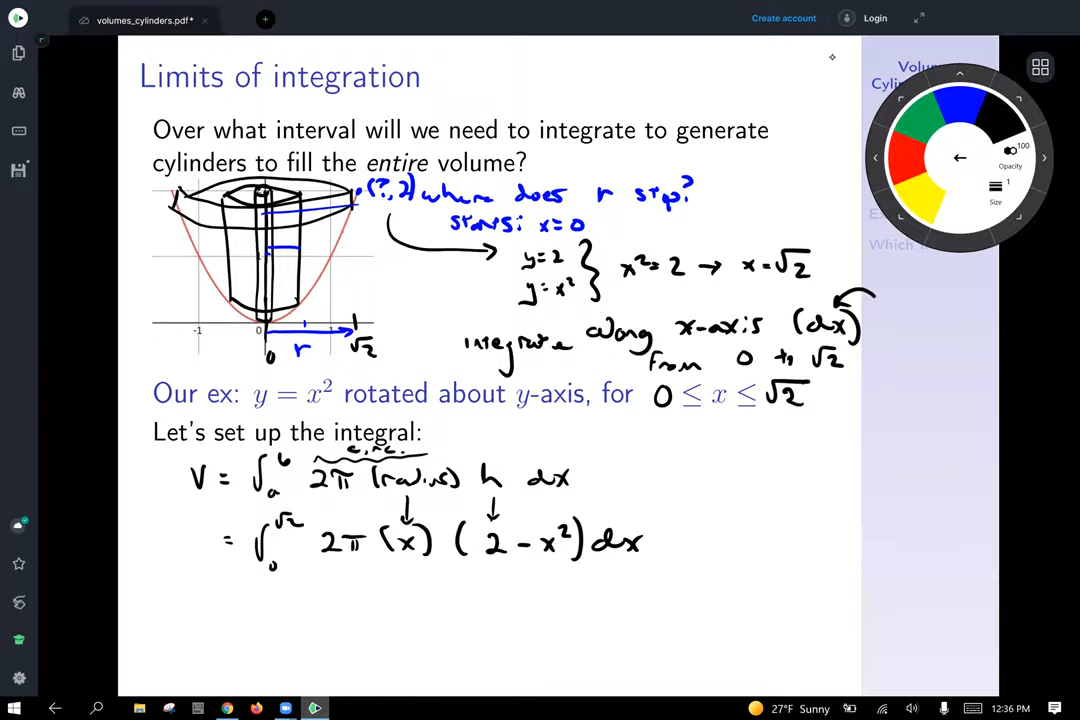 volumes_cylinders.pdf*
Create account
Login
Limits of integration
Volum
Cylin
Over what interval will we need to integrate to generate
cylinders to fill the entire volume?
100
Opacity
1
Size
Which
(?, 2) where does r stop?
starts: x = 0
y = 2
y = x²
x² = 2 → x = √2
integrate along x-axis (dx)
from 0 to √2
1
-1
0
0
r
√2
Our ex: y = x² rotated about y-axis, for 0 ≤ x ≤ √2
Let's set up the integral:
circ.
V = ∫ₐᵇ 2π (radius) h dx
= ∫₀^√2 2π (x) (2 - x²) dx
27°F Sunny
12:36 PM